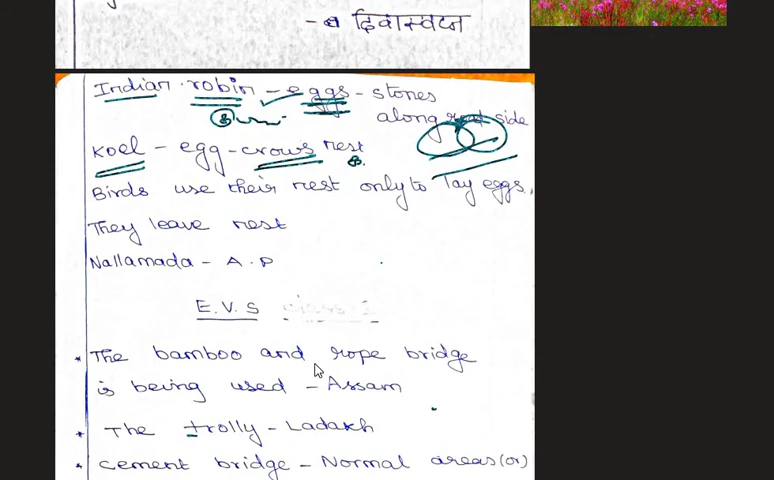 दिवास्वप्न
Indian robin - eggs - stones
along side
Koel - egg - crows nest
Birds use their nest only to lay eggs.
They leave nest
Nallamada - A.P
E.V.S
* The bamboo and rope bridge
is being used - Assam
* The trolly - Ladakh
* cement bridge - Normal areas (or)